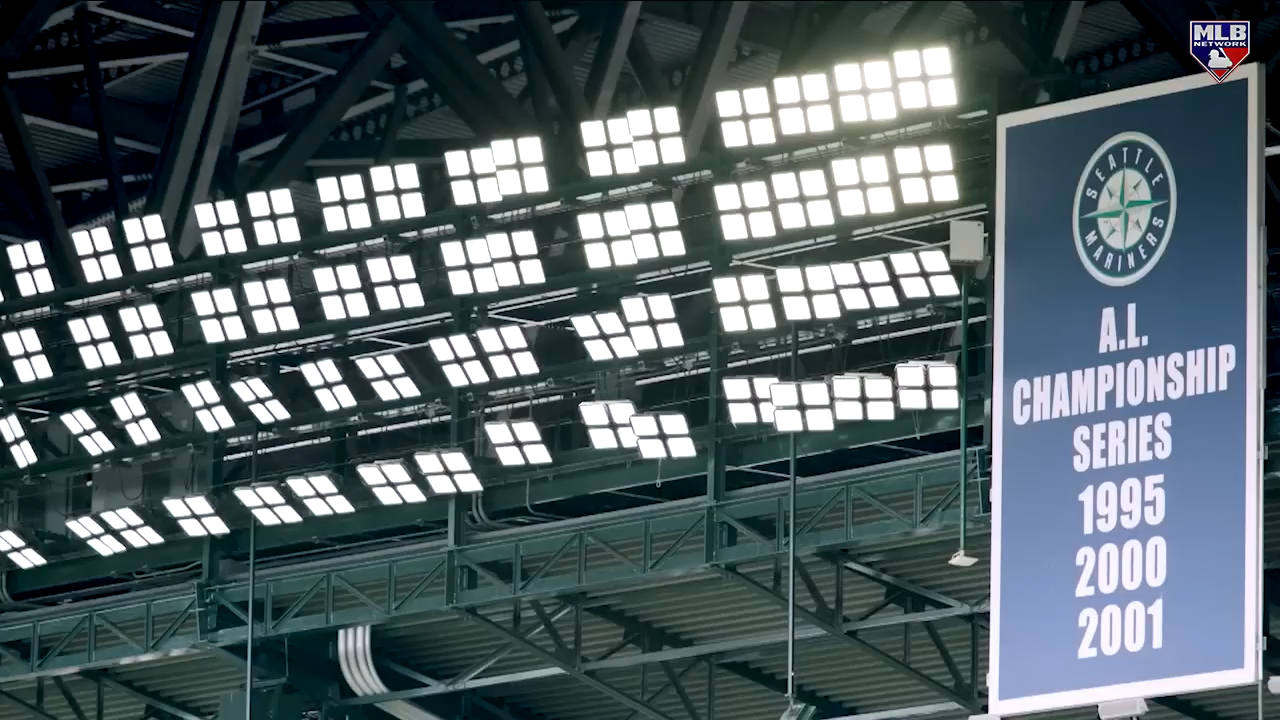 MLB
NETWORK
SEATTLE
MARINERS
A.L.
CHAMPIONSHIP
SERIES
1995
2000
2001